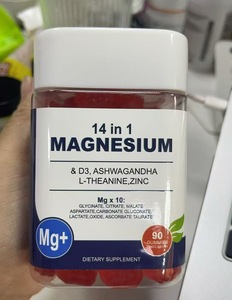 14 in 1
MAGNESIUM
& D3, ASHWAGANDHA
L-THEANINE,ZINC
Mg x 10:
GLYCINATE, CITRATE, MALATE
ASPARTATE,CARBONATE GLUCONATE,
LACTATE,OXIDE, ASCORBATE TAURATE
Mg+
90
GUMMIES
DIETARY SUPPLEMENT